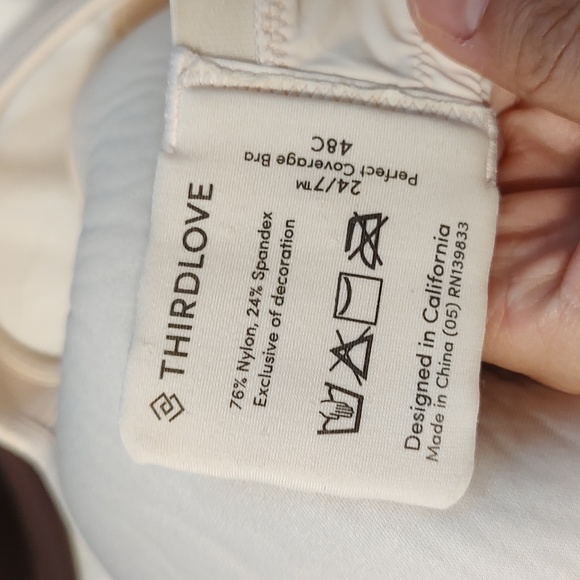 THIRDLOVE
24/7™
Perfect Coverage Bra
48C
76% Nylon, 24% Spandex
Exclusive of decoration
Designed in California
Made in China (05) RN139833